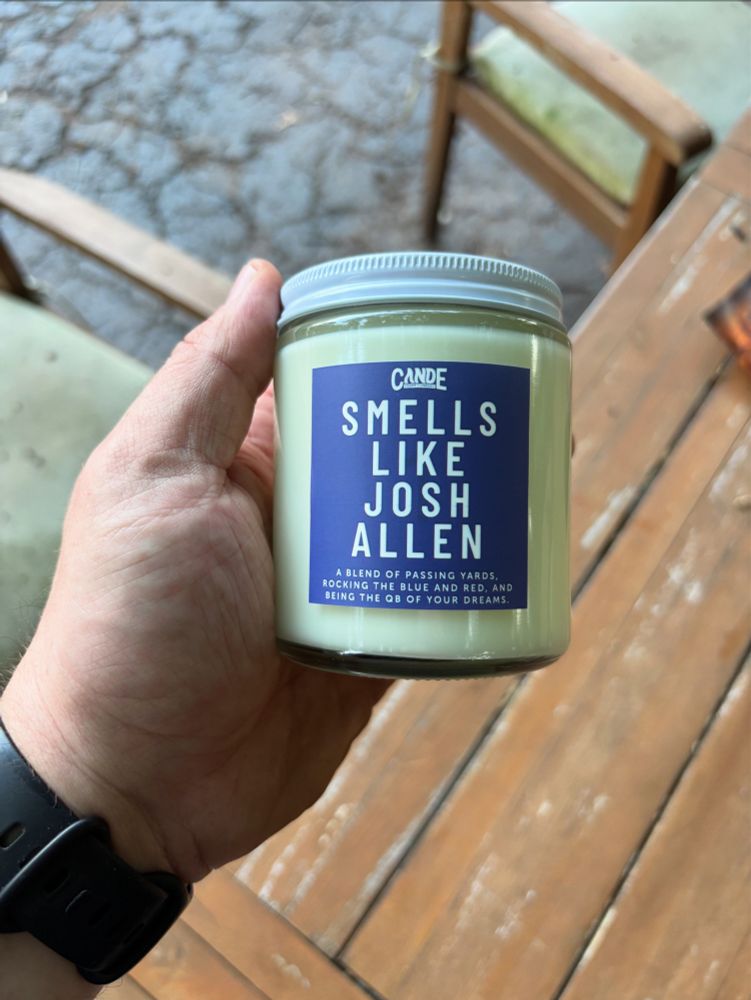 CANDE
SMELLS
LIKE
JOSH
ALLEN
A BLEND OF PASSING YARDS,
ROCKING THE BLUE AND RED, AND
BEING THE QB OF YOUR DREAMS.